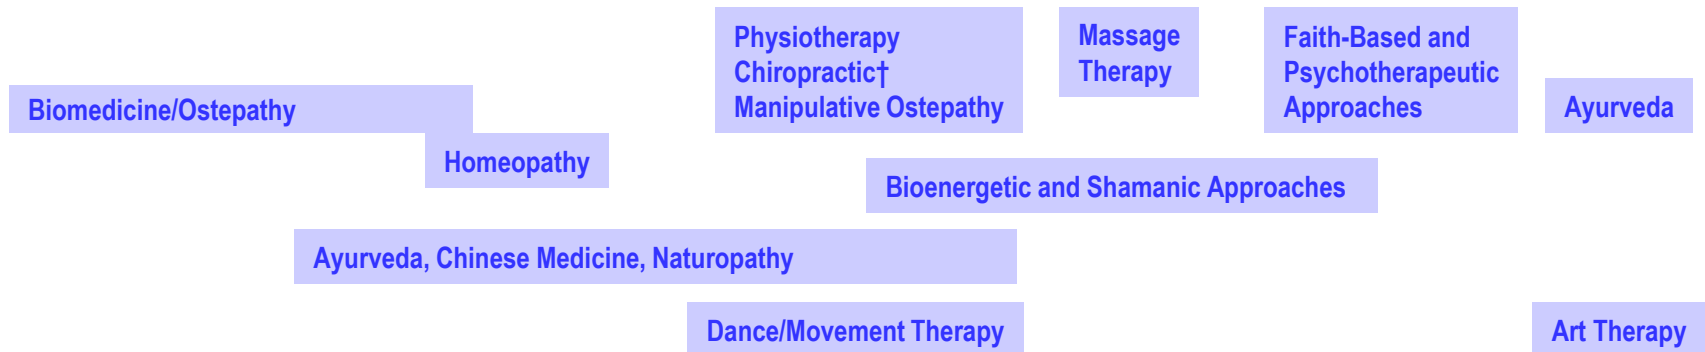 Physiotherapy
Chiropractic†
Manipulative Ostepathy
Massage
Therapy
Faith-Based and
Psychotherapeutic
Approaches
Biomedicine/Ostepathy
Ayurveda
Homeopathy
Bioenergetic and Shamanic Approaches
Ayurveda, Chinese Medicine, Naturopathy
Dance/Movement Therapy
Art Therapy